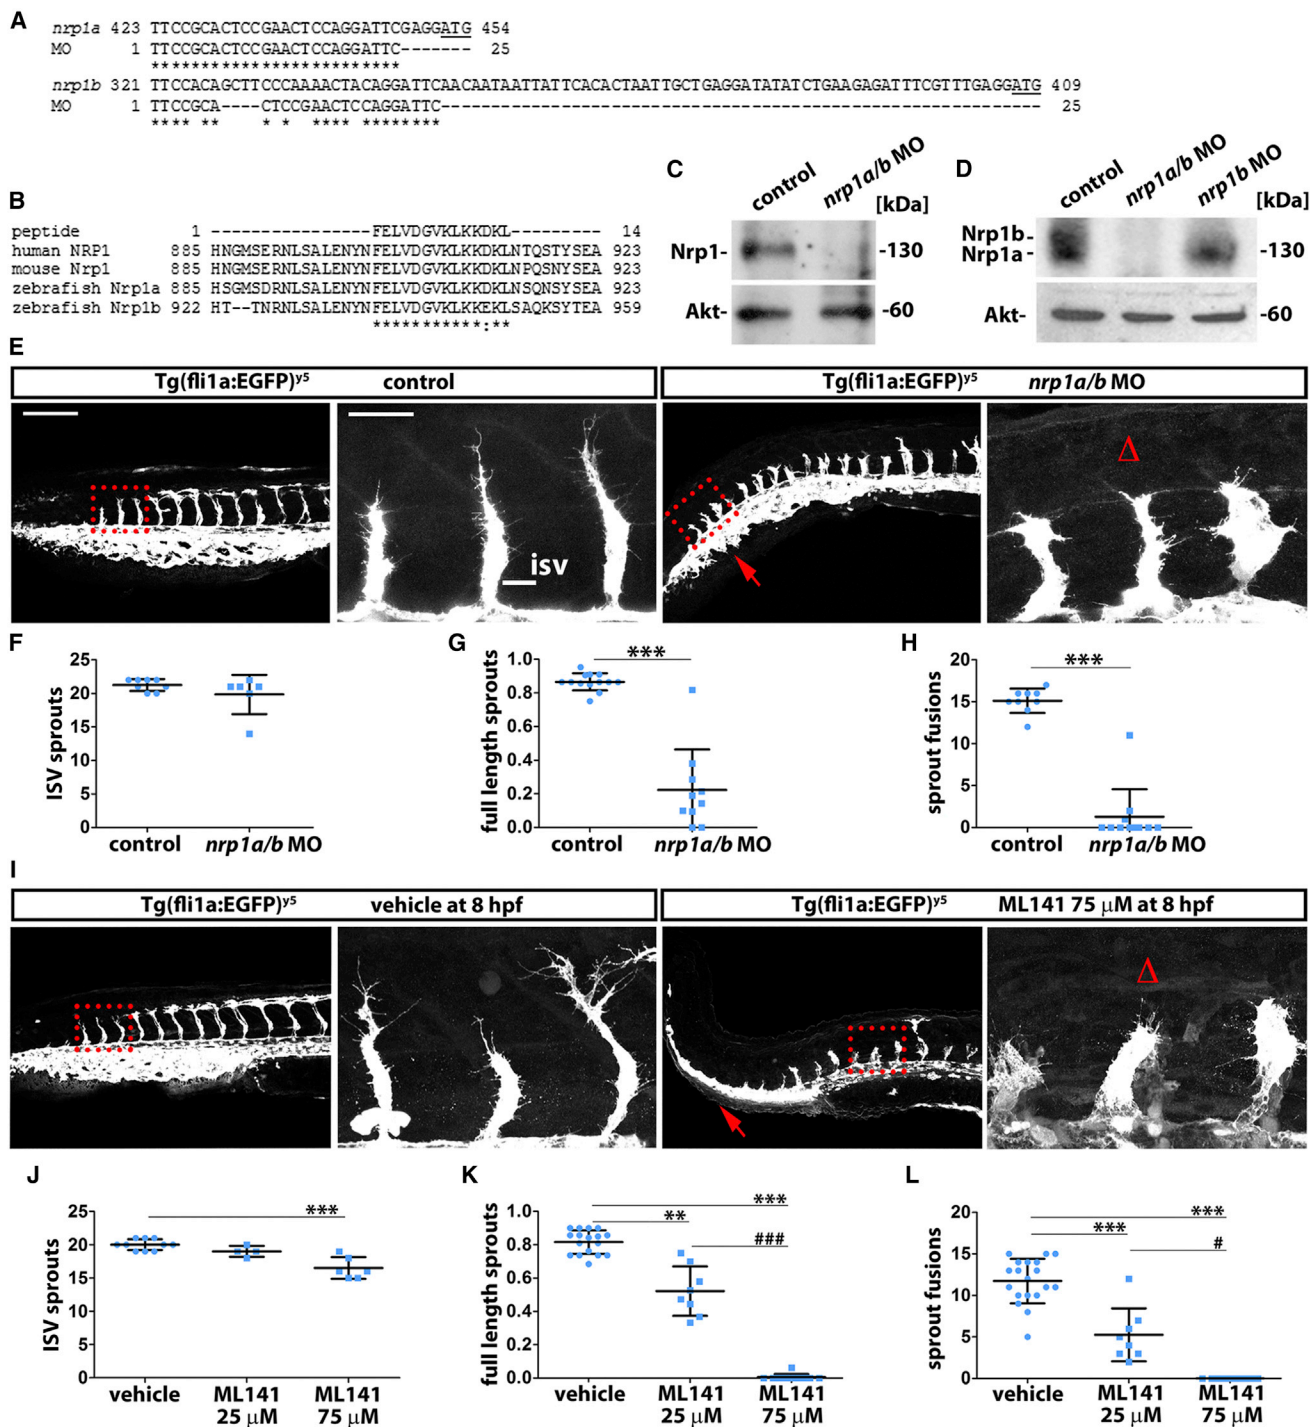 A
nrp1a 423 TTCCGCACTCCGAACTCCAGGATTCGAGGATG 454
MO 1 TTCCGCACTCCGAACTCCAGGATTC------- 25
*************************
nrp1b 321 TTCCACAGCTTCCCAAAACTACAGGATTCAACAATAATTATTCACACTAATTGCTGAGGATATATCTGAAGAGATTTCGTTTGAGGATG 409
MO 1 TTCCGCA----CTCCGAACTCCAGGATTC------------------------------------------------------------ 25
**** ** * * **** ********
B
peptide 1 -----------------FELVDGVKLKKDKL--------- 14
human NRP1 885 HNGMSERNLSALENYNFELVDGVKLKKDKLNTQSTYSEA 923
mouse Nrp1 885 HNGMSERNLSALENYNFELVDGVKLKKDKLNPQSNYSEA 923
zebrafish Nrp1a 885 HSGMSDRNLSALENYNFELVDGVKLKKDKLNSQNSYSEA 923
zebrafish Nrp1b 922 HT--TNRNLSALENYNFELVDGVKLKKEKLSAQKSYTEA 959
***********:**
C
control nrp1a/b MO
[kDa]
Nrp1- -130
Akt- -60
D
control nrp1a/b MO nrp1b MO
[kDa]
Nrp1b-
Nrp1a- -130
Akt- -60
E
Tg(fli1a:EGFP)y5 control
Tg(fli1a:EGFP)y5 nrp1a/b MO
isv
Δ
F
ISV sprouts
25
20
15
10
5
0
control nrp1a/b MO
G
full length sprouts
1.0
0.8
0.6
0.4
0.2
0.0
***
control nrp1a/b MO
H
sprout fusions
20
15
10
5
0
***
control nrp1a/b MO
I
Tg(fli1a:EGFP)y5 vehicle at 8 hpf
Tg(fli1a:EGFP)y5 ML141 75 μM at 8 hpf
Δ
J
ISV sprouts
25
20
15
10
5
0
***
vehicle ML141 ML141
25 μM 75 μM
K
full length sprouts
1.0
0.8
0.6
0.4
0.2
0.0
***
**
###
vehicle ML141 ML141
25 μM 75 μM
L
sprout fusions
20
15
10
5
0
***
***
#
vehicle ML141 ML141
25 μM 75 μM